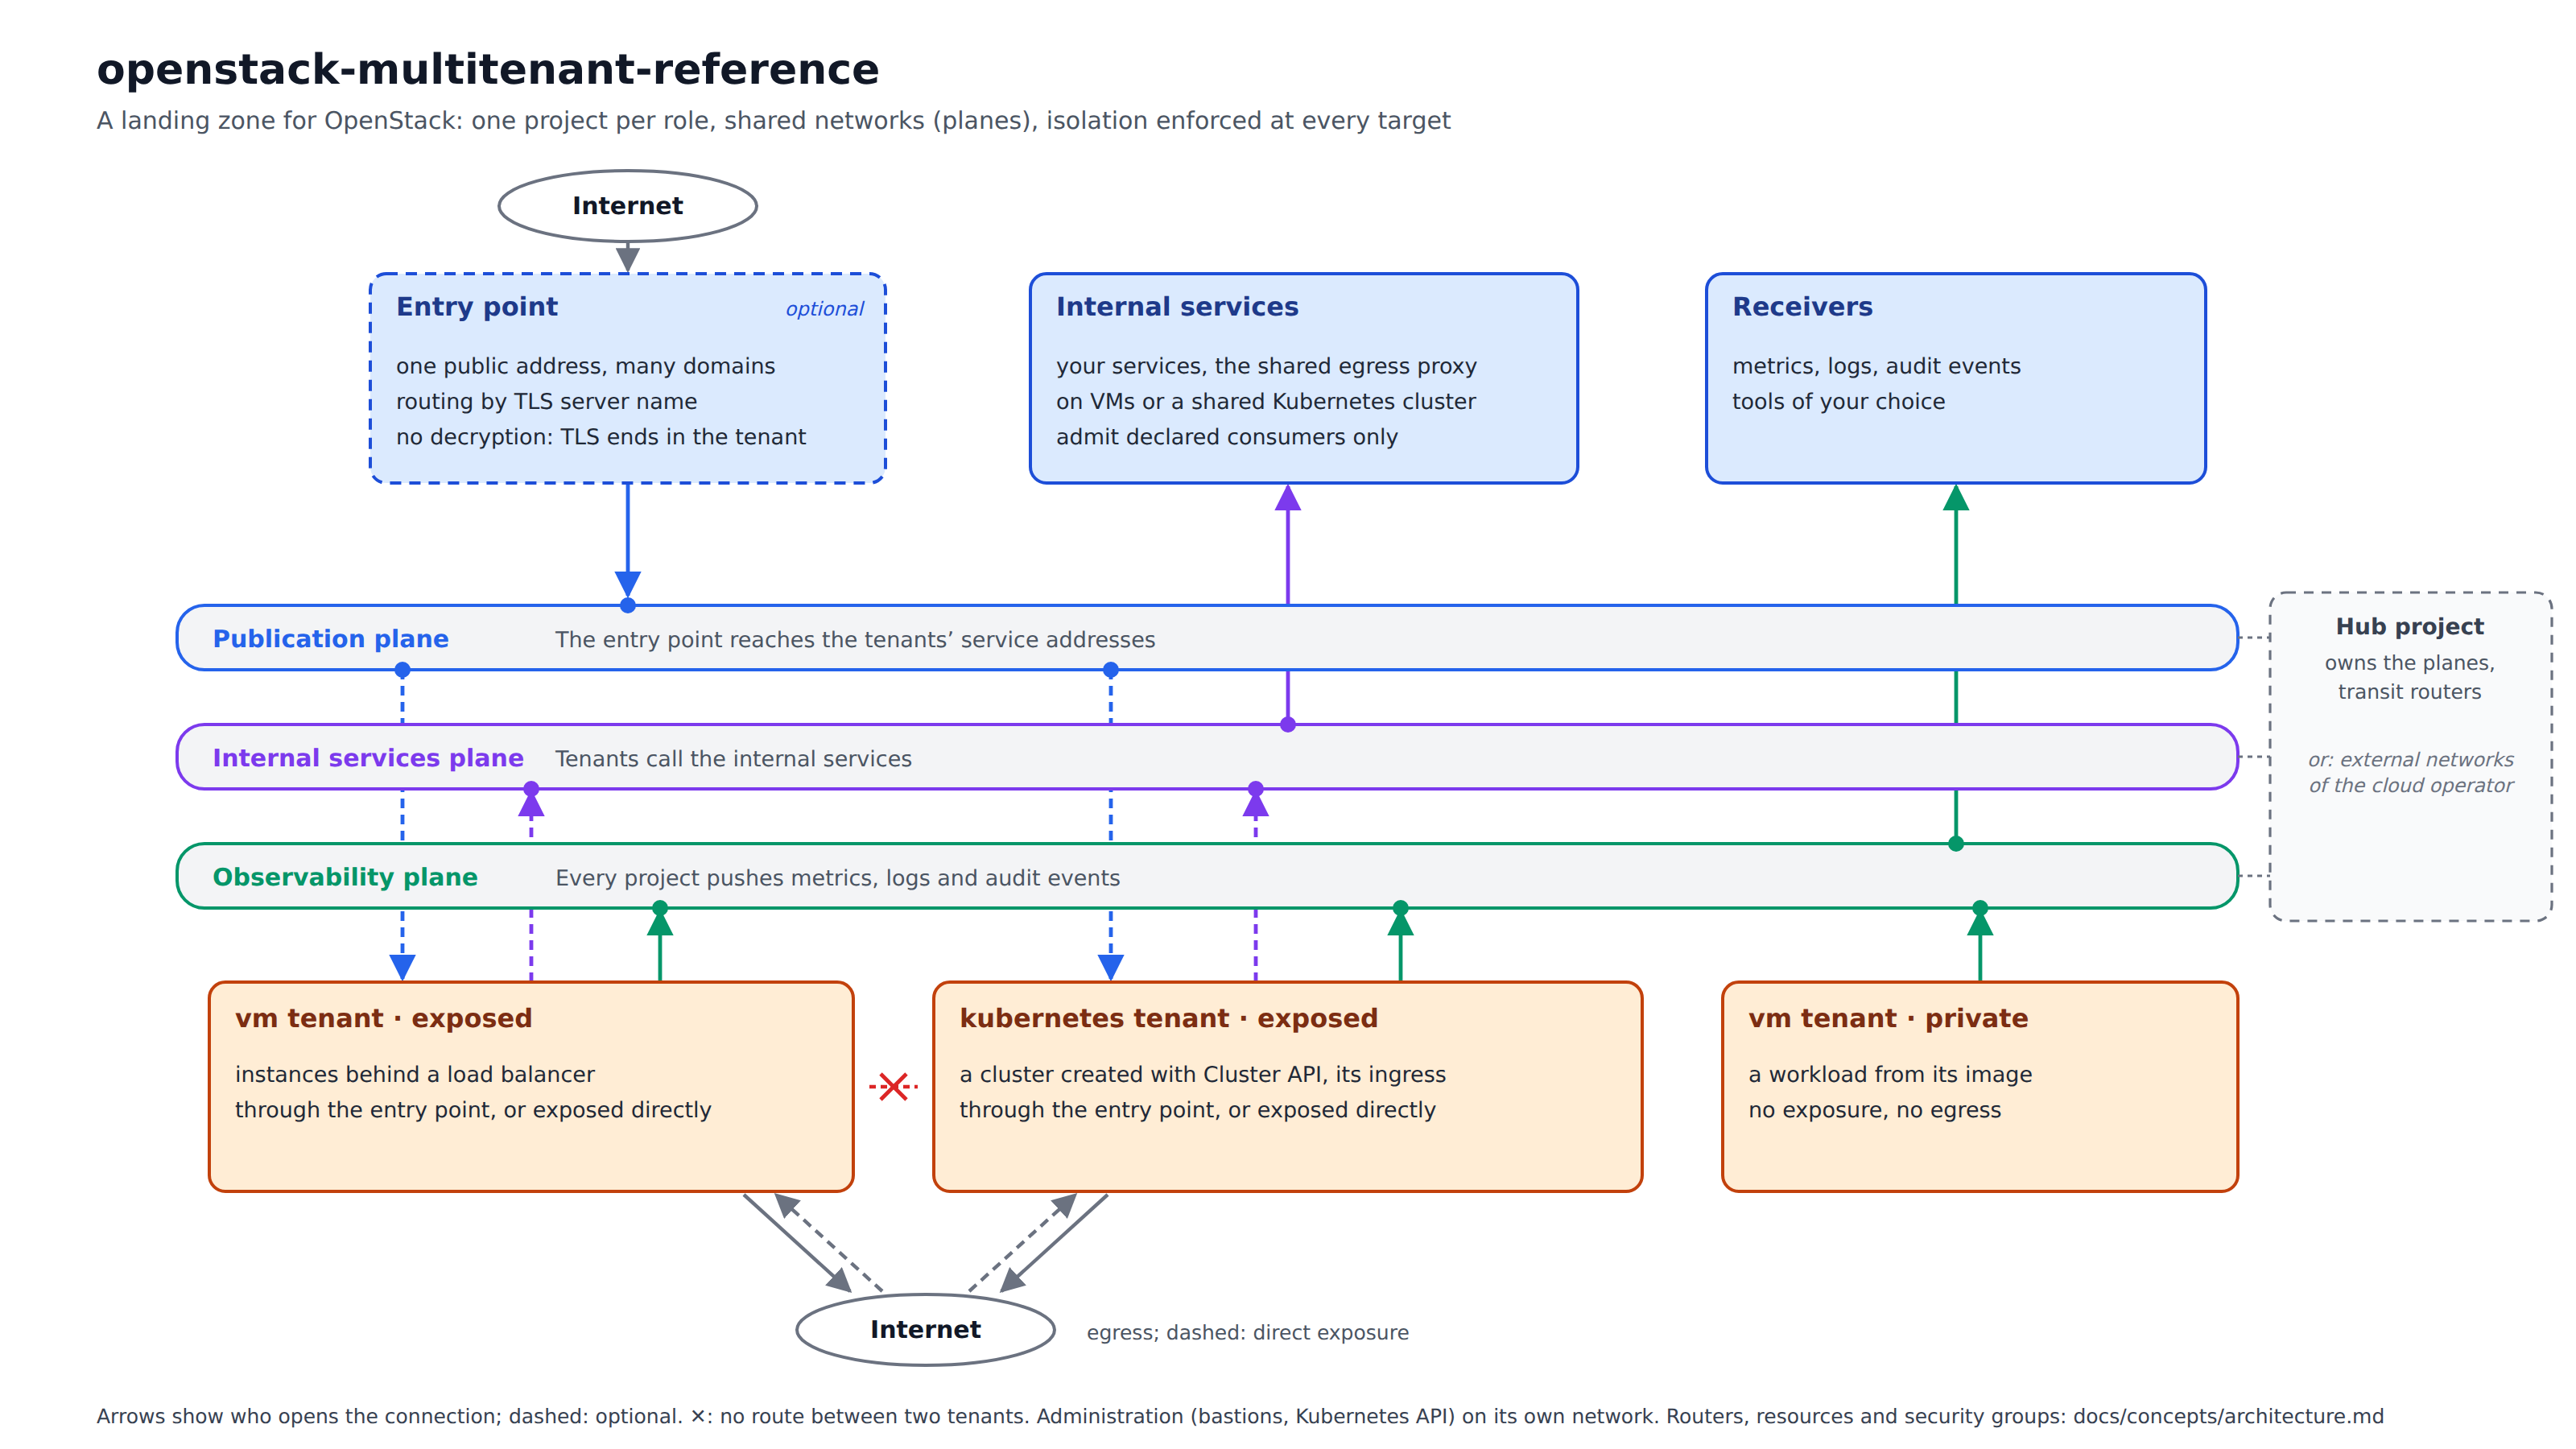 openstack-multitenant-reference
A landing zone for OpenStack: one project per role, shared networks (planes), isolation enforced at every target
Internet
Entry point
optional
one public address, many domains
routing by TLS server name
no decryption: TLS ends in the tenant
Internal services
your services, the shared egress proxy
on VMs or a shared Kubernetes cluster
admit declared consumers only
Receivers
metrics, logs, audit events
tools of your choice
Publication plane
The entry point reaches the tenants’ service addresses
Internal services plane
Tenants call the internal services
Observability plane
Every project pushes metrics, logs and audit events
Hub project
owns the planes,
transit routers
or: external networks
of the cloud operator
vm tenant · exposed
instances behind a load balancer
through the entry point, or exposed directly
kubernetes tenant · exposed
a cluster created with Cluster API, its ingress
through the entry point, or exposed directly
vm tenant · private
a workload from its image
no exposure, no egress
Internet
egress; dashed: direct exposure
Arrows show who opens the connection; dashed: optional. ✕: no route between two tenants. Administration (bastions, Kubernetes API) on its own network. Routers, resources and security groups: docs/concepts/architecture.md